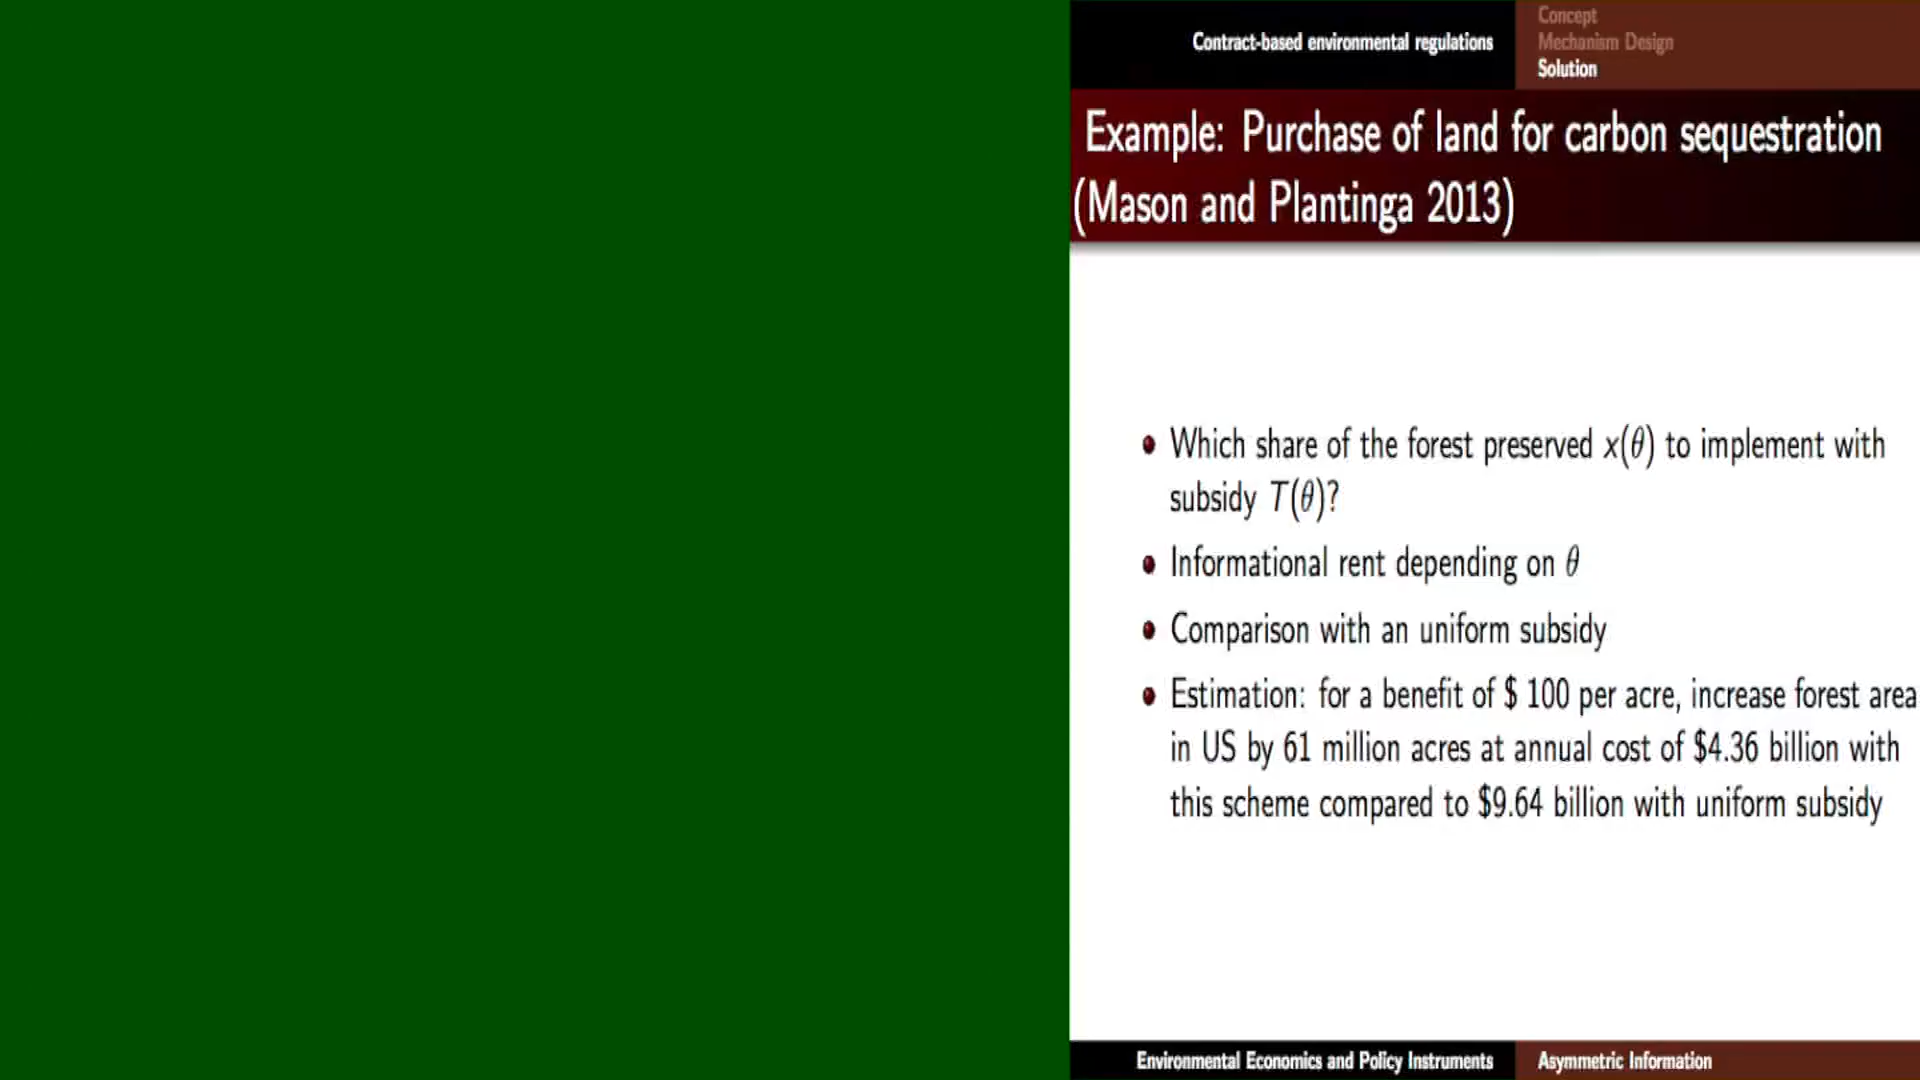 Contract-based environmental regulations
Concept
Mechanism Design
Solution
Example: Purchase of land for carbon sequestration
(Mason and Plantinga 2013)
Which share of the forest preserved x(θ) to implement with
subsidy T(θ)?
Informational rent depending on θ
Comparison with an uniform subsidy
Estimation: for a benefit of $ 100 per acre, increase forest area
in US by 61 million acres at annual cost of $4.36 billion with
this scheme compared to $9.64 billion with uniform subsidy
Environmental Economics and Policy Instruments
Asymmetric Information